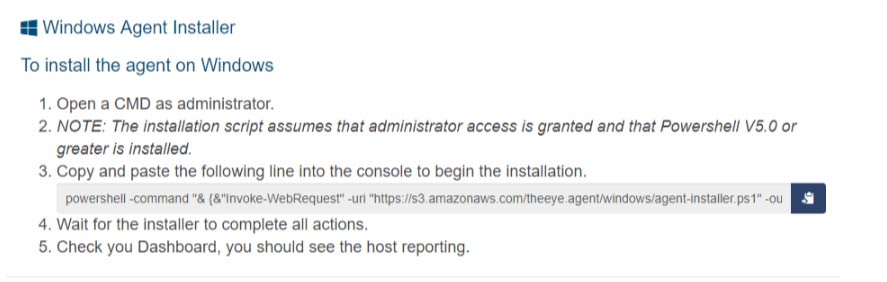 Windows Agent Installer
To install the agent on Windows
1. Open a CMD as administrator.
2. NOTE: The installation script assumes that administrator access is granted and that Powershell V5.0 or
greater is installed.
3. Copy and paste the following line into the console to begin the installation.
powershell -command "& {&"Invoke-WebRequest" -uri "https://s3.amazonaws.com/theeye.agent/windows/agent-installer.ps1" -ou
4. Wait for the installer to complete all actions.
5. Check you Dashboard, you should see the host reporting.